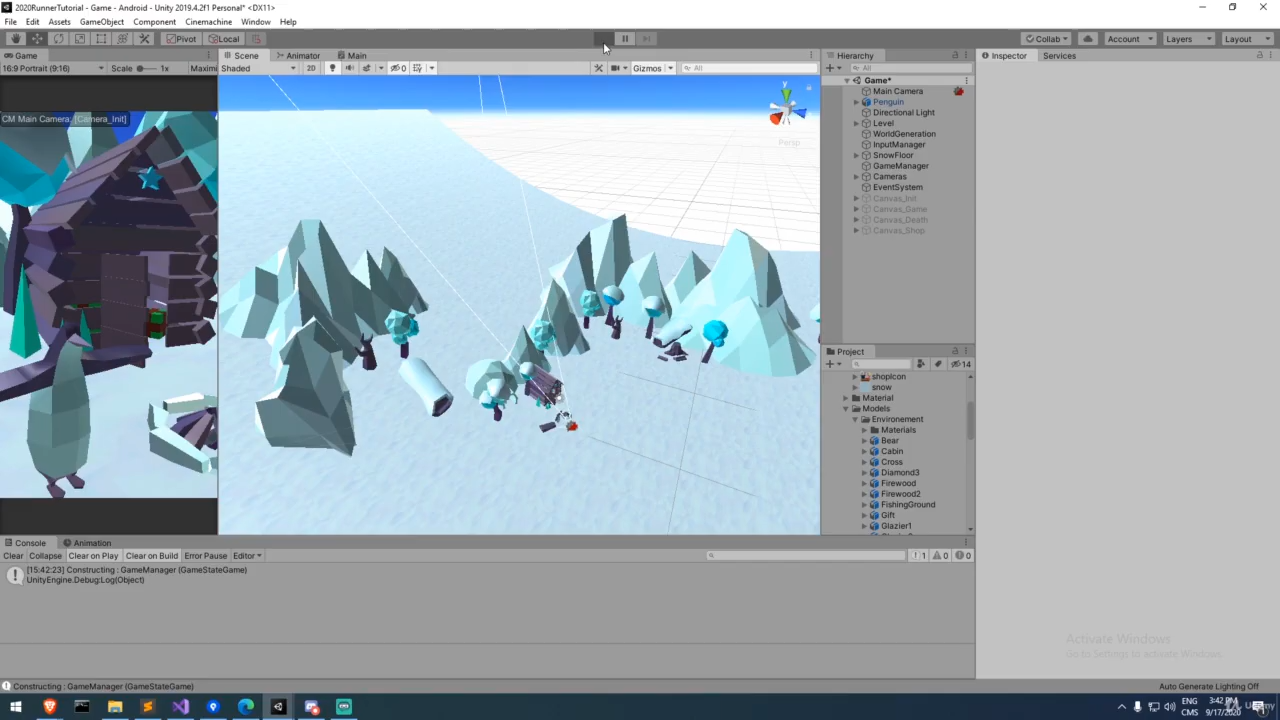 2020RunnerTutorial - Game - Android - Unity 2019.4.2f1 Personal* <DX11>
File Edit Assets GameObject Component Cinemachine Window Help
Pivot Local Collab Account Layers Layout
Game
16:9 Portrait (9:16) Scale Maximi
CM Main Camera: [Camera_Init]
Scene Animator Main
Shaded 2D 0 Gizmos All
y
Persp
Hierarchy
All
Game*
Main Camera
Penguin
Directional Light
Level
WorldGeneration
InputManager
SnowFloor
GameManager
Cameras
EventSystem
Canvas_Init
Canvas_Game
Canvas_Death
Canvas_Shop
Project
14
shopIcon
snow
Material
Models
Environement
Materials
Bear
Cabin
Cross
Diamond3
Firewood
Firewood2
FishingGround
Gift
Glazier1
Inspector Services
Console Animation
Clear Collapse Clear on Play Clear on Build Error Pause Editor 1 0 0
[15:42:23] Constructing : GameManager (GameStateGame)
UnityEngine.Debug:Log(Object)
Activate Windows
Go to Settings to activate Windows.
Constructing : GameManager (GameStateGame)
Auto Generate Lighting Off
ENG
CMS
3:42 PM
9/17/2020
Udemy